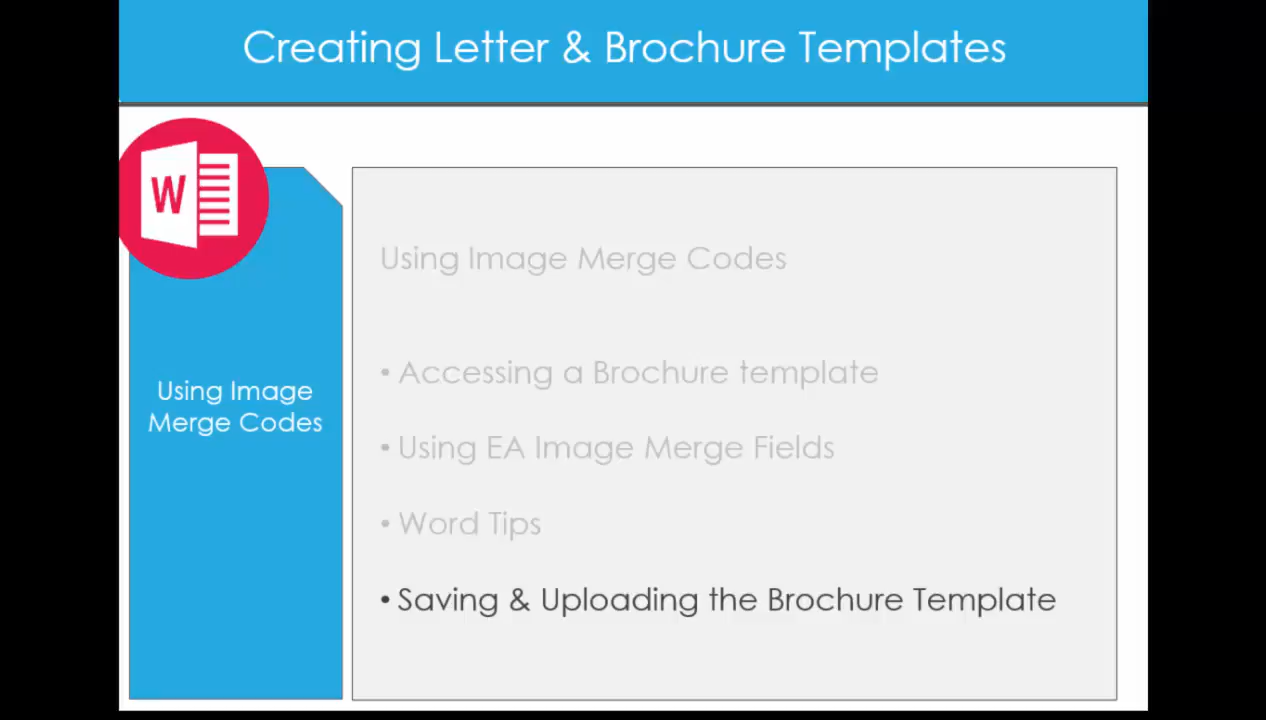 Creating Letter & Brochure Templates
W
Using Image
Merge Codes
Using Image Merge Codes
• Accessing a Brochure template
• Using EA Image Merge Fields
• Word Tips
• Saving & Uploading the Brochure Template